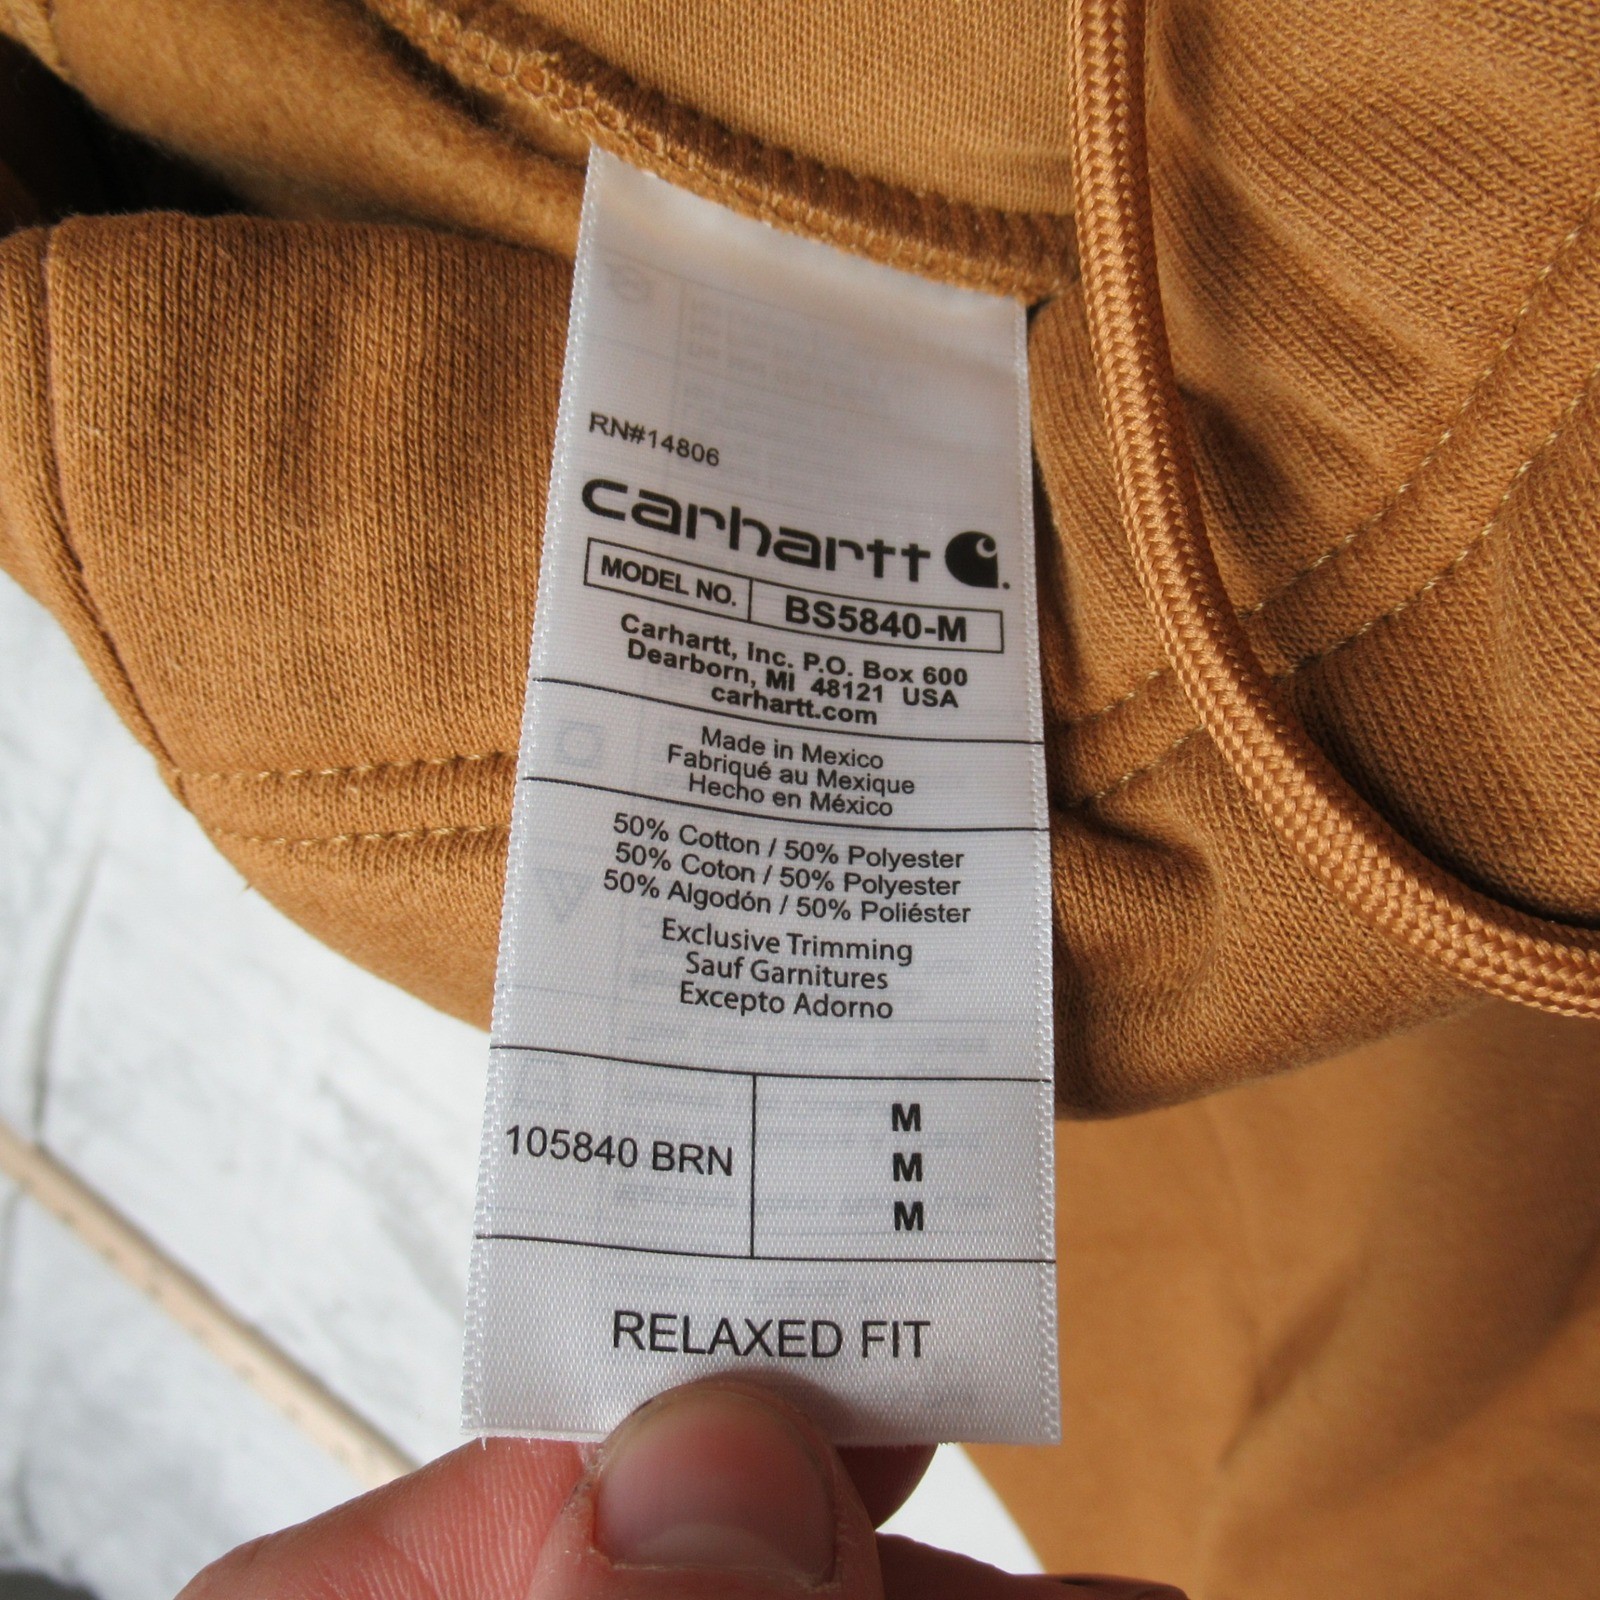 RN#14806
carhartt
MODEL NO. BS5840-M
Carhartt, Inc. P.O. Box 600
Dearborn, MI 48121 USA
carhartt.com
Made in Mexico
Fabriqué au Mexique
Hecho en México
50% Cotton / 50% Polyester
50% Coton / 50% Polyester
50% Algodón / 50% Poliéster
Exclusive Trimming
Sauf Garnitures
Excepto Adorno
105840 BRN
M
M
M
RELAXED FIT